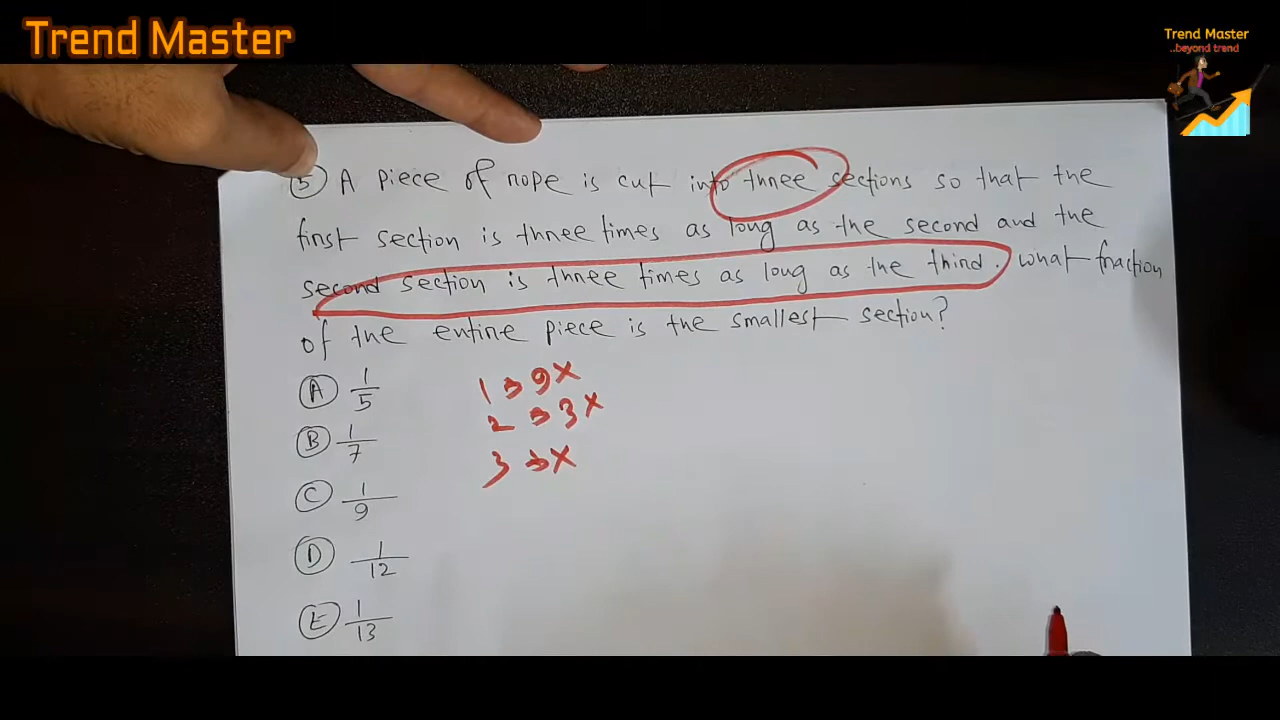 Trend Master
Trend Master
..beyond trend
5 A piece of rope is cut into three sections so that the
first section is three times as long as the second and the
second section is three times as long as the third. What fraction
of the entire piece is the smallest section?
A 1/5
B 1/7
C 1/9
D 1/12
E 1/13
1 → 9x
2 → 3x
3 → x